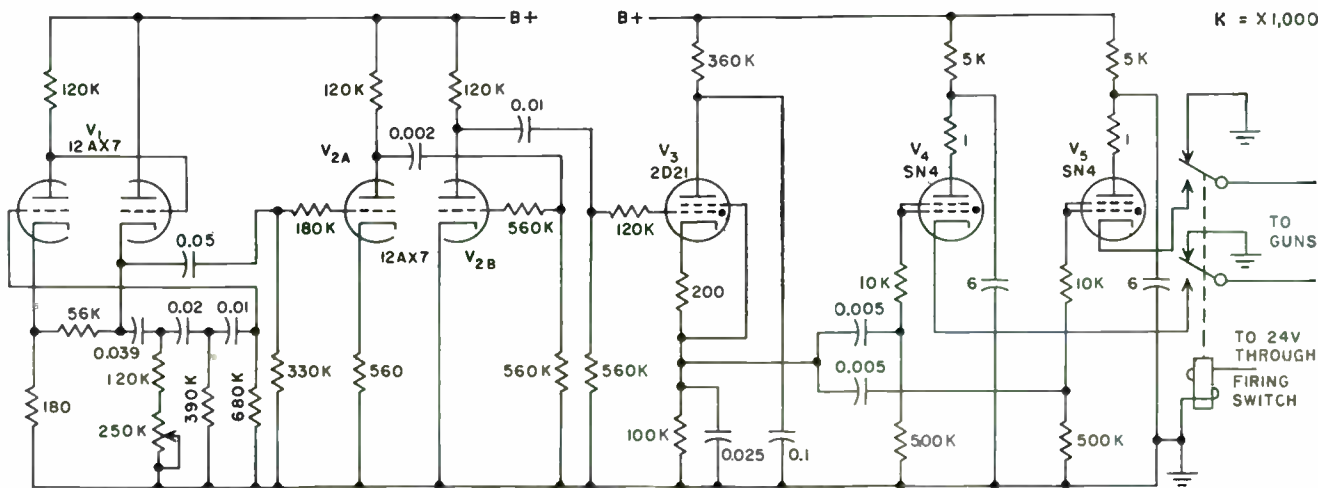 B+
B+
K = X1,000
120K
120K
120K
0.01
360K
5K
5K
V1
12AX7
V2A
0.002
V3
2D21
V4
SN4
1
V5
SN4
1
180K
560K
120K
0.05
12AX7
V2B
TO
GUNS
200
10K
6
10K
6
56K
0.02
0.01
0.005
0.039
0.005
TO 24V
THROUGH
FIRING
SWITCH
120K
390K
680K
330K
560
560K
560K
180
250K
100K
0.025
0.1
500K
500K